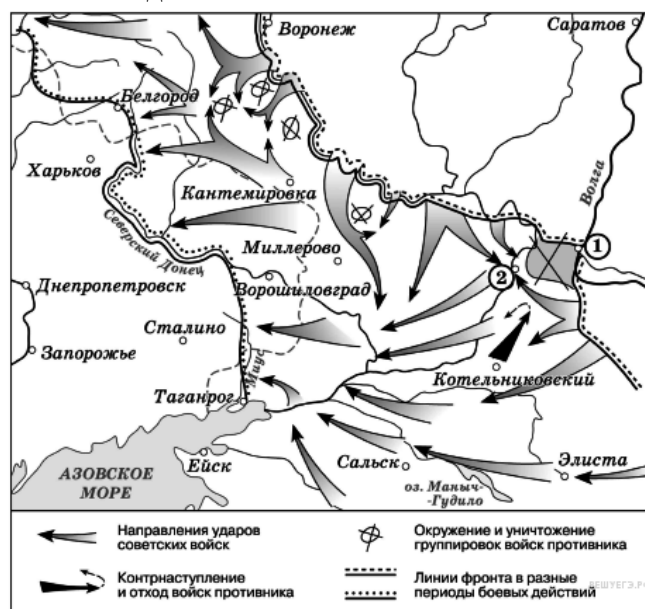 Воронеж
Саратов
Белгород
Харьков
Волга
Кантемировка
Северский Донец
Миллерово
1
2
Днепропетровск
Ворошиловград
Сталино
Запорожье
Миус
Котельниковский
Таганрог
Ейск
Сальск
Элиста
АЗОВСКОЕ
МОРЕ
оз. Маныч-
-Гудило
Направления ударов
советских войск
Окружение и уничтожение
группировок войск противника
Контрнаступление
и отход войск противника
Линии фронта в разные
периоды боевых действий
РЕШУЕГЭ.РФ